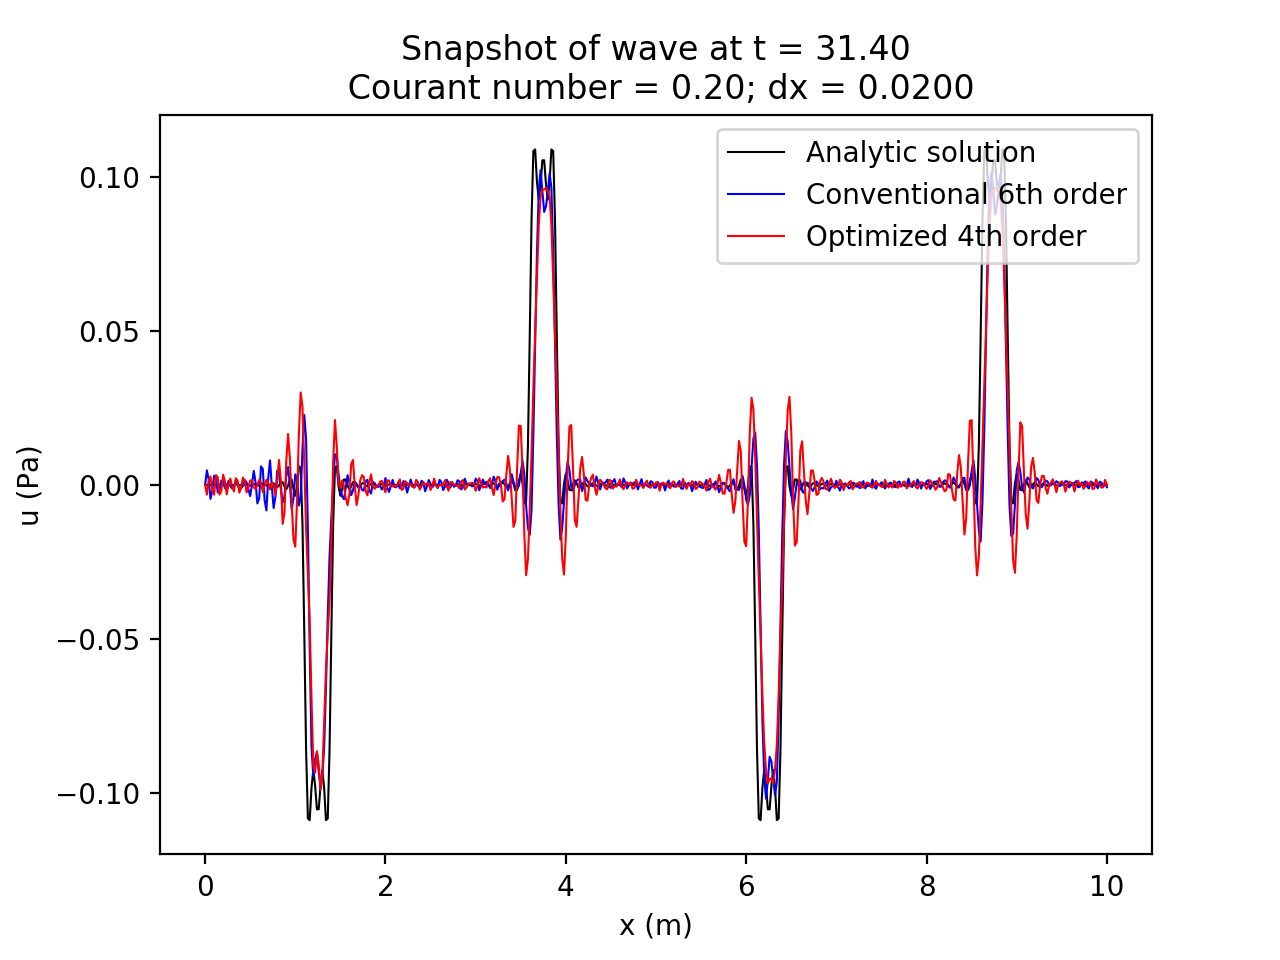 Snapshot of wave at t = 31.40
Courant number = 0.20; dx = 0.0200
Analytic solution
Conventional 6th order
Optimized 4th order
0.10
0.05
0.00
−0.05
−0.10
u (Pa)
0 2 4 6 8 10
x (m)